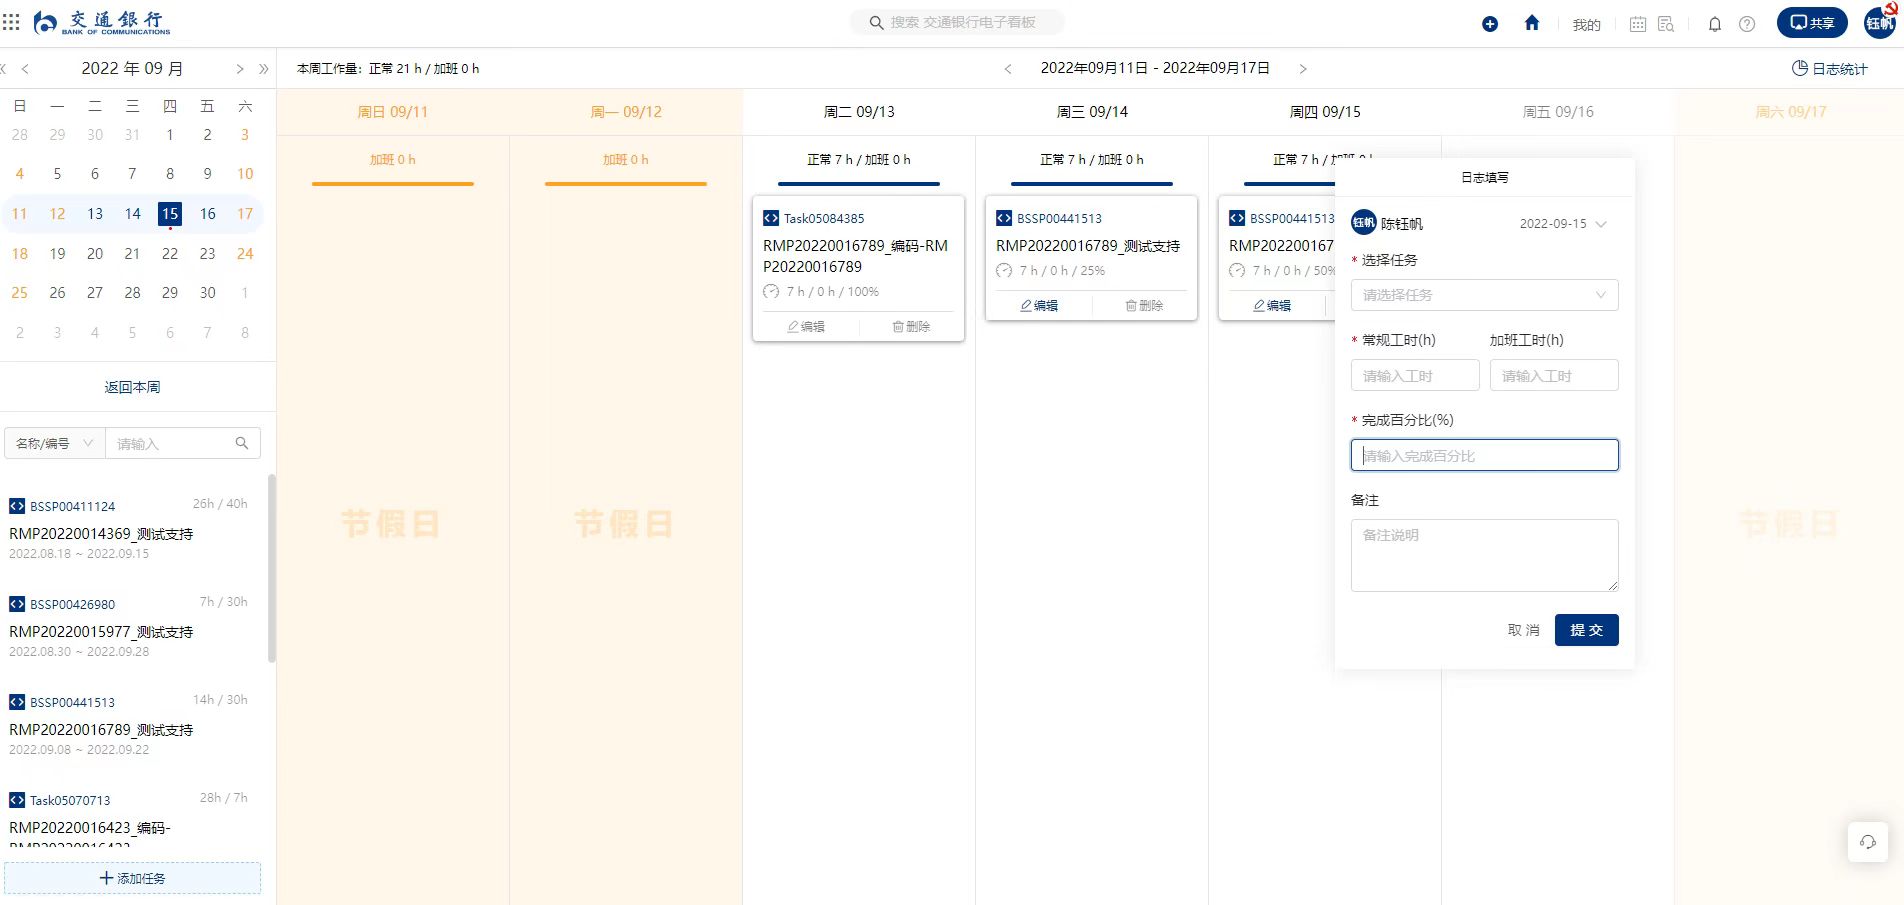 交通銀行
BANK OF COMMUNICATIONS
搜索 交通银行电子看板
我的
共享
钰帆
2022 年 09 月
本周工作量：正常 21 h / 加班 0 h
2022年09月11日 - 2022年09月17日
日志统计
日 一 二 三 四 五 六
28 29 30 31 1 2 3
4 5 6 7 8 9 10
11 12 13 14 15 16 17
18 19 20 21 22 23 24
25 26 27 28 29 30 1
2 3 4 5 6 7 8
返回本周
名称/编号 请输入
BSSP00411124 26h / 40h
RMP20220014369_测试支持
2022.08.18 ~ 2022.09.15
BSSP00426980 7h / 30h
RMP20220015977_测试支持
2022.08.30 ~ 2022.09.28
BSSP00441513 14h / 30h
RMP20220016789_测试支持
2022.09.08 ~ 2022.09.22
Task05070713 28h / 7h
RMP20220016423_编码-
RMP20220016423
添加任务
周日 09/11
加班 0 h
节假日
周一 09/12
加班 0 h
节假日
周二 09/13
正常 7 h / 加班 0 h
Task05084385
RMP20220016789_编码-RM
P20220016789
7 h / 0 h / 100%
编辑 删除
周三 09/14
正常 7 h / 加班 0 h
BSSP00441513
RMP20220016789_测试支持
7 h / 0 h / 25%
编辑 删除
周四 09/15
正常 7 h / 加班 0 h
BSSP00441513
RMP202200167
7 h / 0 h / 50%
编辑
周五 09/16
周六 09/17
节假日
日志填写
钰帆 陈钰帆 2022-09-15
* 选择任务
请选择任务
* 常规工时(h) 加班工时(h)
请输入工时 请输入工时
* 完成百分比(%)
请输入完成百分比
备注
备注说明
取 消 提 交